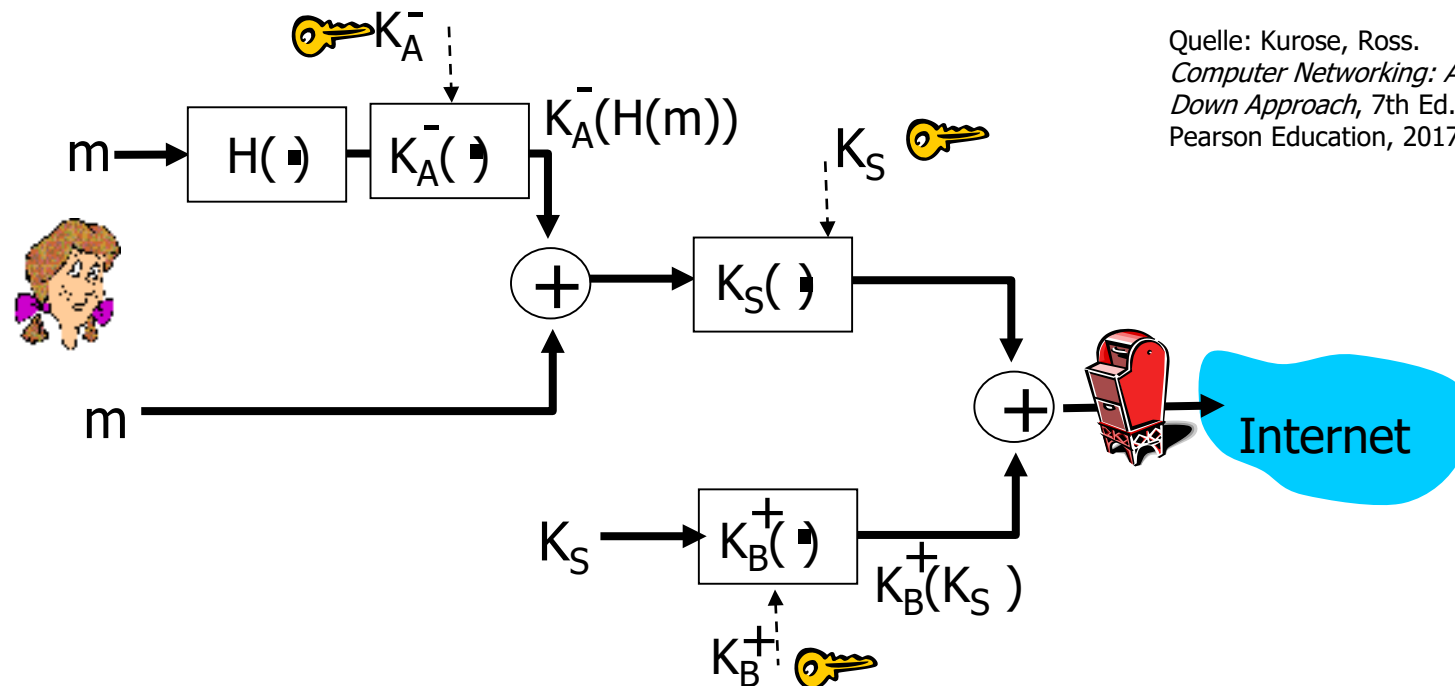 K_A^-
Quelle: Kurose, Ross.
Computer Networking: A
Down Approach, 7th Ed.
Pearson Education, 2017
m
H(▪)
K_A^-(▪)
K_A^-(H(m))
K_S
+
K_S(▪)
m
+
Internet
K_S
K_B^+(▪)
K_B^+(K_S )
K_B^+